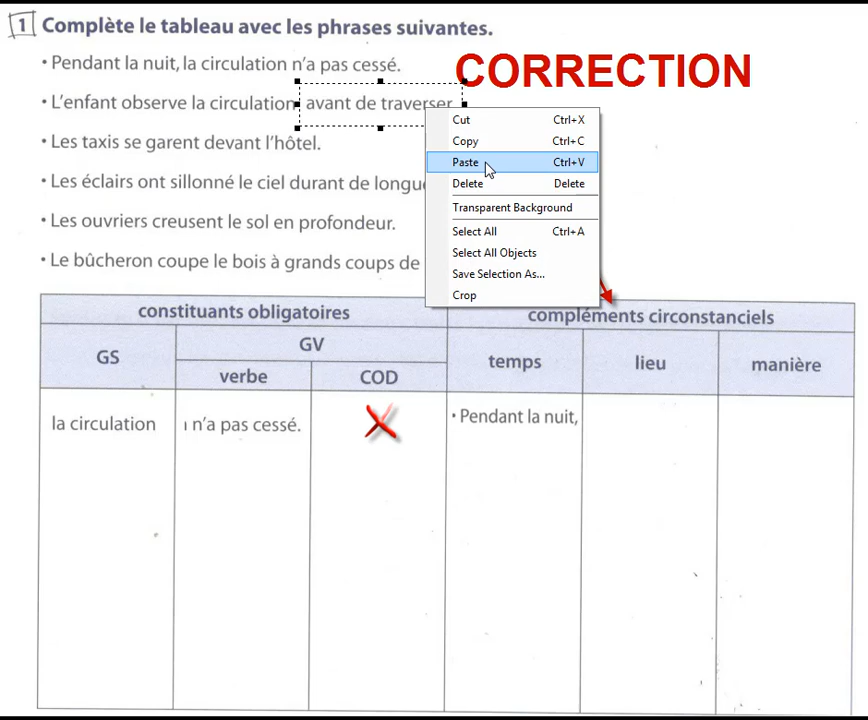 1 Complète le tableau avec les phrases suivantes.
• Pendant la nuit, la circulation n'a pas cessé.
CORRECTION
• L'enfant observe la circulation avant de traverser
• Les taxis se garent devant l'hôtel.
• Les éclairs ont sillonné le ciel durant de
• Les ouvriers creusent le sol en profondeur.
• Le bûcheron coupe le bois à grands coups de
Cut Ctrl+X
Copy Ctrl+C
Paste Ctrl+V
Delete Delete
Transparent Background
Select All Ctrl+A
Select All Objects
Save Selection As...
Crop
constituants obligatoires
compléments circonstanciels
GS
GV
verbe
COD
temps
lieu
manière
la circulation
n'a pas cessé.
• Pendant la nuit,